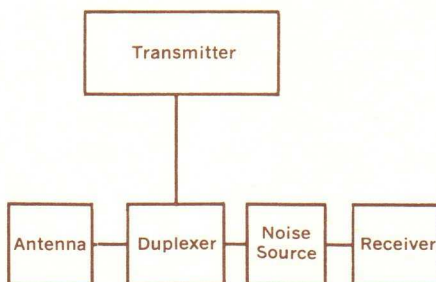 Transmitter
Antenna
Duplexer
Noise
Source
Receiver